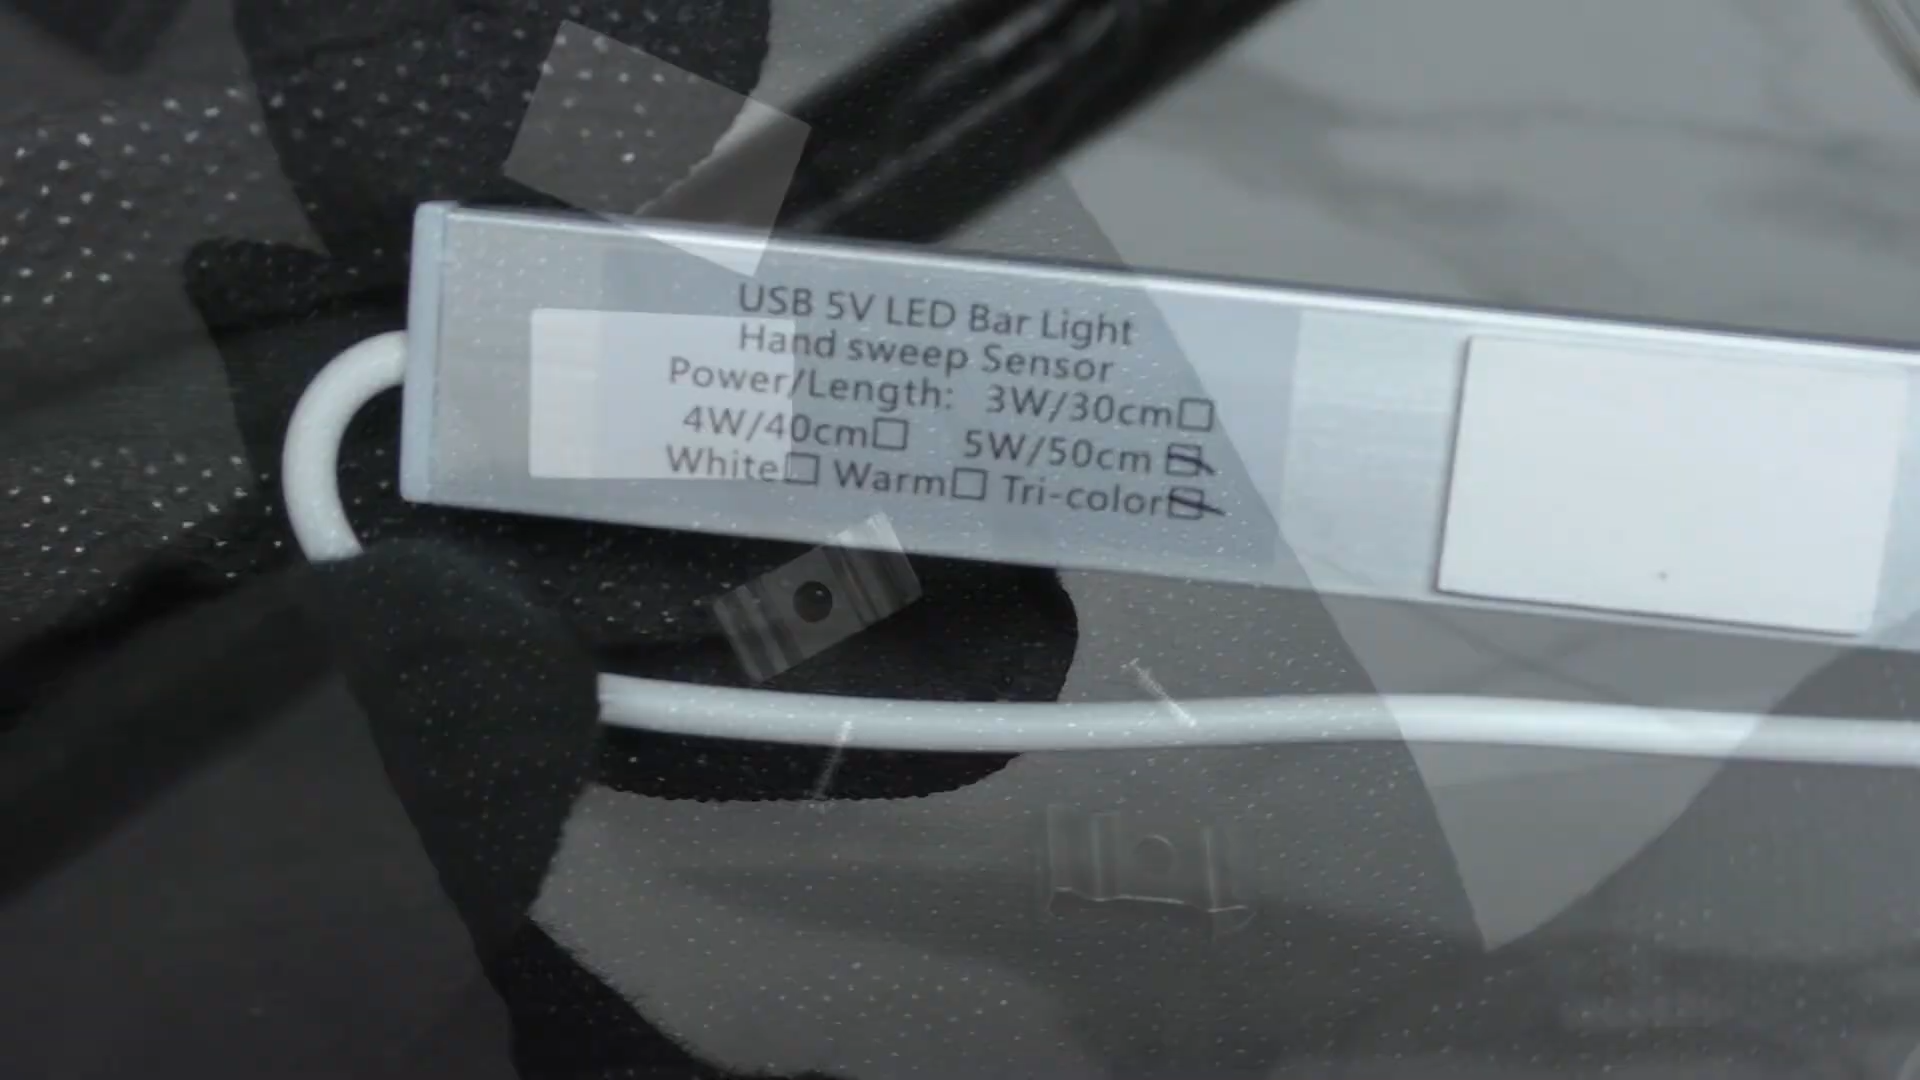 USB 5V LED Bar Light
Hand sweep Sensor
Power/Length: 3W/30cm☐
4W/40cm☐ 5W/50cm ☑
White☐ Warm☐ Tri-color☑